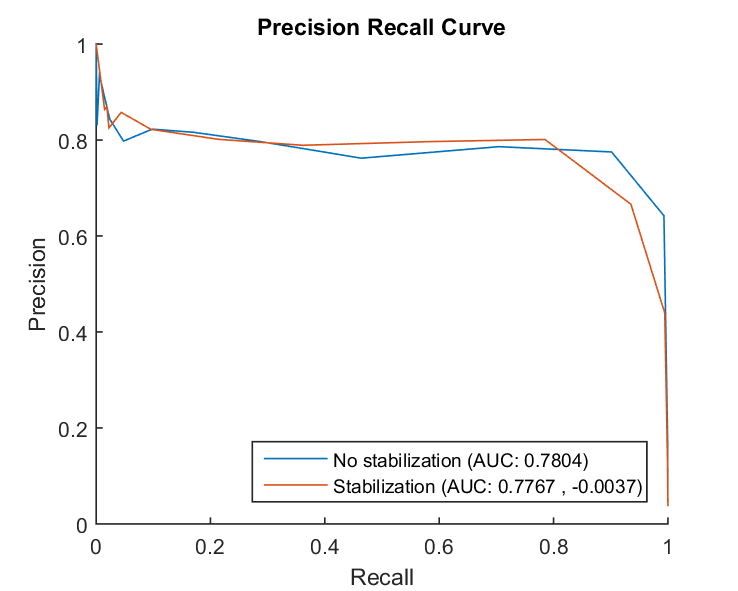 Precision Recall Curve
1
0.8
0.6
0.4
0.2
0
Precision
No stabilization (AUC: 0.7804)
Stabilization (AUC: 0.7767 , -0.0037)
0 0.2 0.4 0.6 0.8 1
Recall